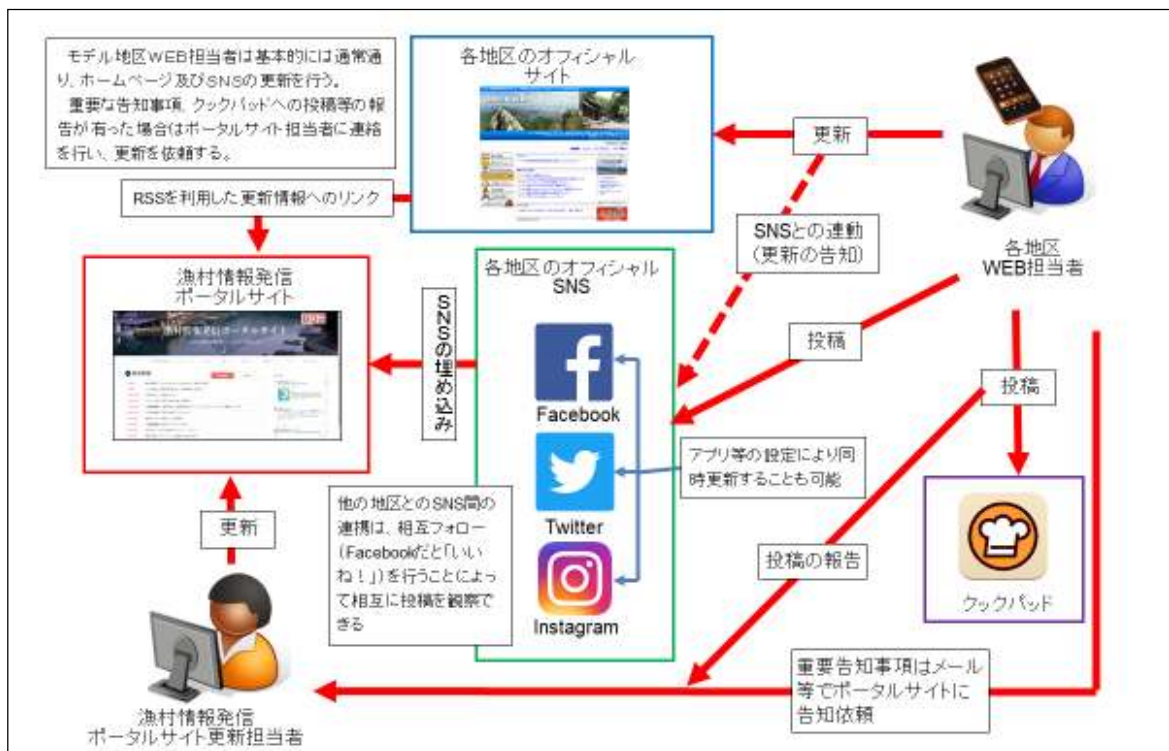 モデル地区WEB担当者は基本的には通常通
り、ホームページ及びSNSの更新を行う。
重要な告知事項、クックパッドへの投稿等の報
告が有った場合はポータルサイト担当者に連絡
を行い、更新を依頼する。
各地区のオフィシャル
サイト
更新
RSSを利用した更新情報へのリンク
SNSとの連動
(更新の告知)
各地区
WEB担当者
漁村情報発信
ポータルサイト
各地区のオフィシャル
SNS
SNSの埋め込み
投稿
投稿
Facebook
アプリ等の設定により同
時更新することも可能
Twitter
他の地区とのSNS間の
連携は、相互フォロー
(Facebookだと「いい
ね!」)を行うことによっ
て相互に投稿を観察で
きる
更新
投稿の報告
クックパッド
Instagram
重要告知事項はメール
等でポータルサイトに
告知依頼
漁村情報発信
ポータルサイト更新担当者